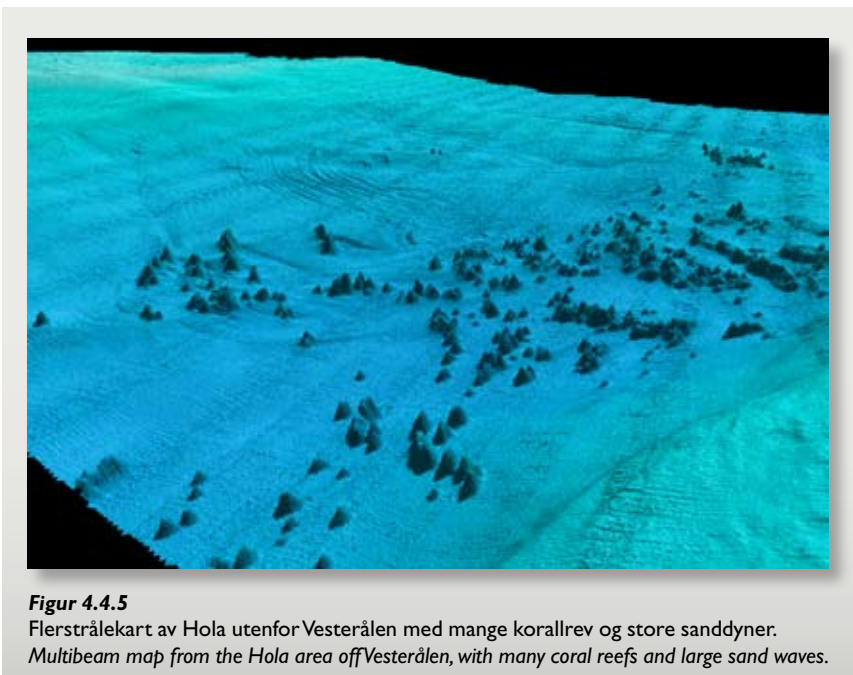 Figur 4.4.5
Flerstrålekart av Hola utenfor Vesterålen med mange korallrev og store sanddyner.
Multibeam map from the Hola area off Vesterålen, with many coral reefs and large sand waves.